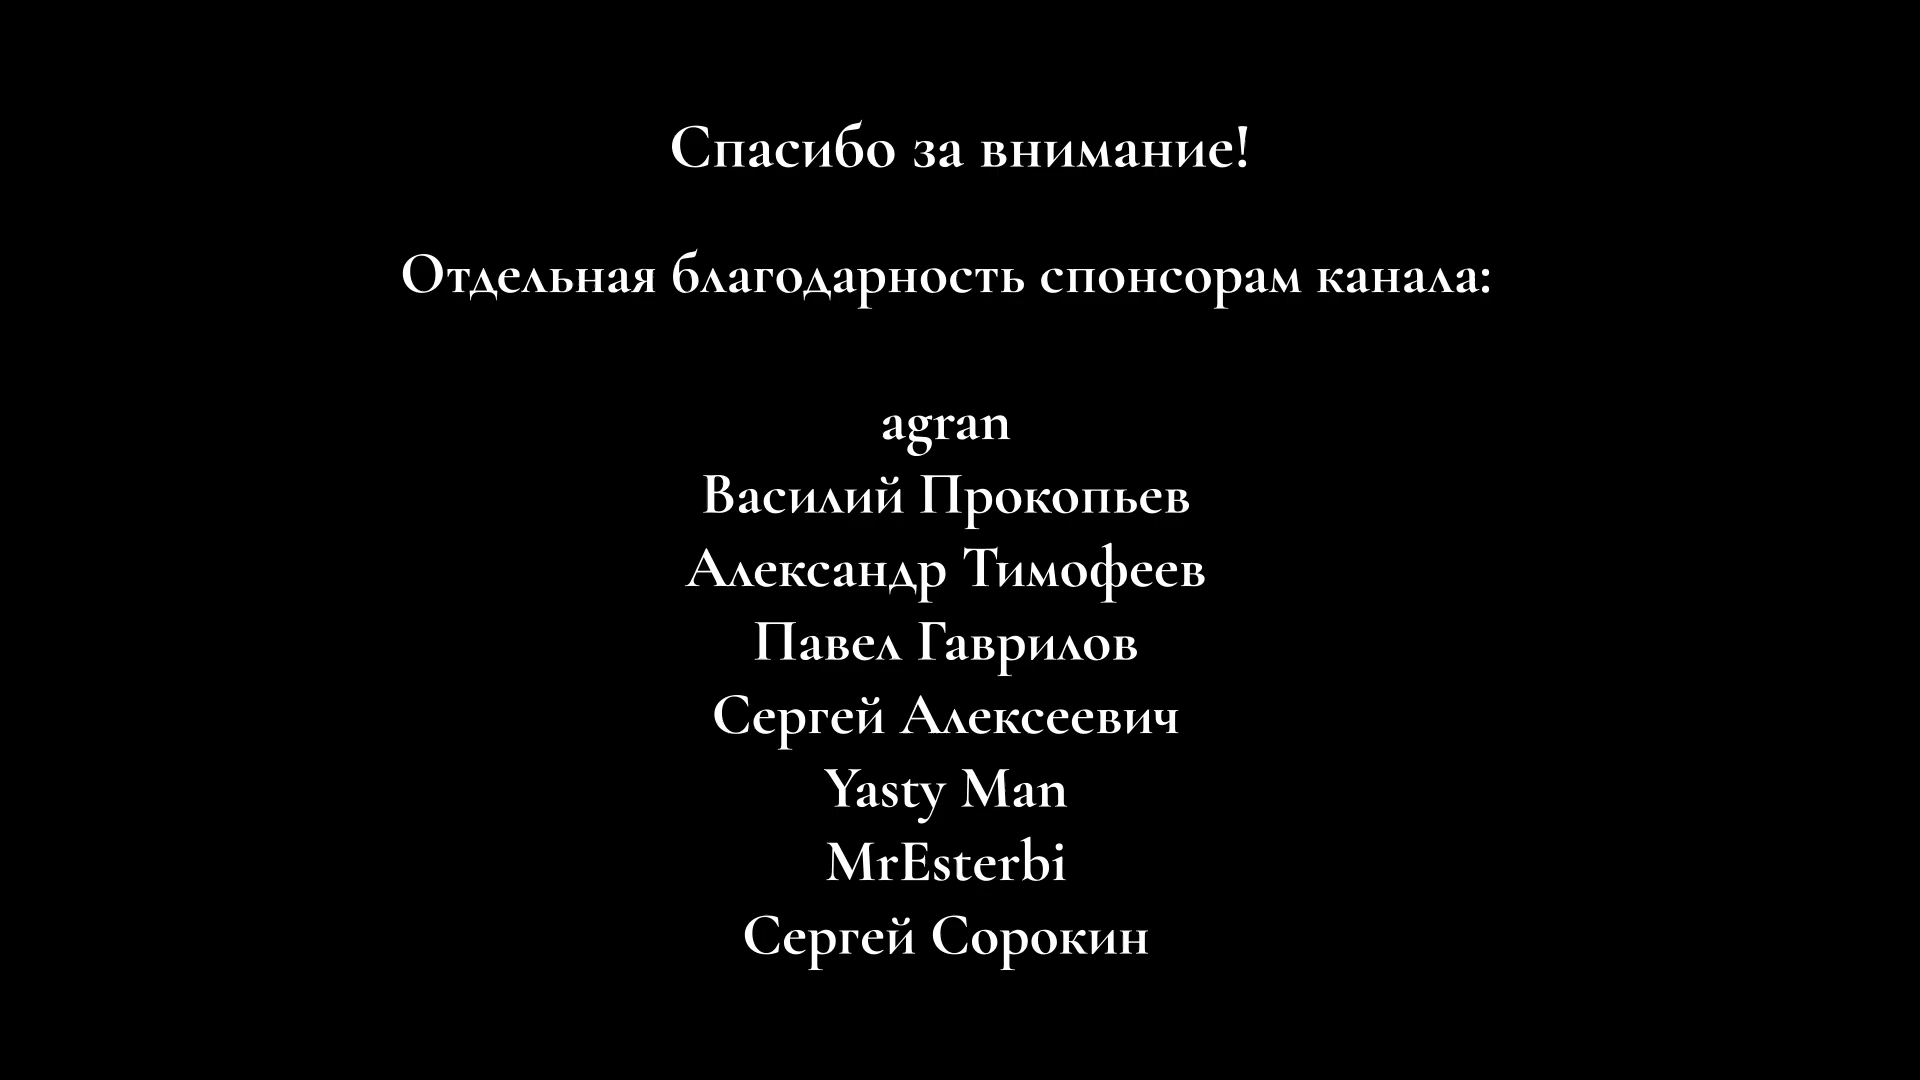 Спасибо за внимание!
Отдельная благодарность спонсорам канала:
agran
Василий Прокопьев
Александр Тимофеев
Павел Гаврилов
Сергей Алексеевич
Yasty Man
MrEsterbi
Сергей Сорокин